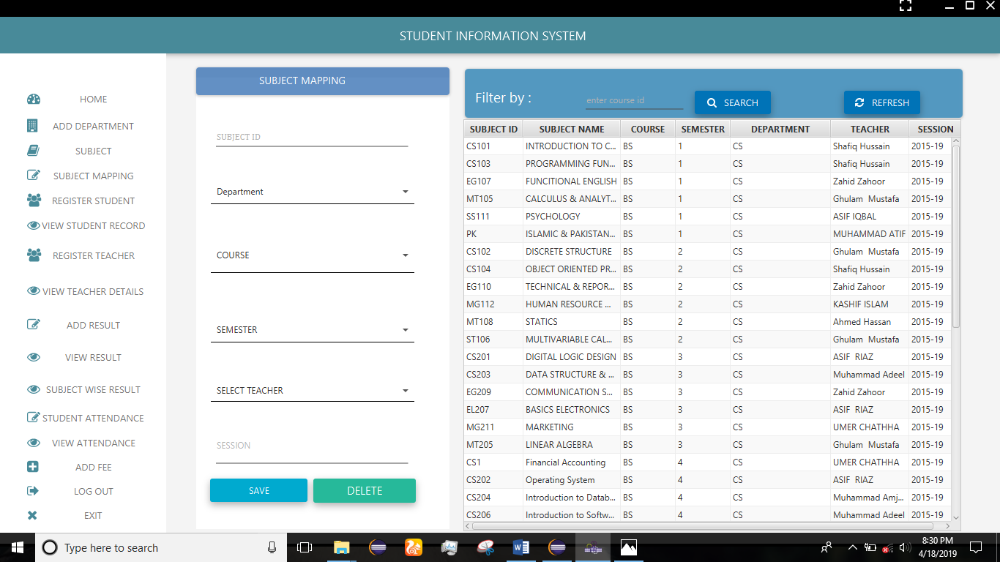 STUDENT INFORMATION SYSTEM
HOME
ADD DEPARTMENT
SUBJECT
SUBJECT MAPPING
REGISTER STUDENT
VIEW STUDENT RECORD
REGISTER TEACHER
VIEW TEACHER DETAILS
ADD RESULT
VIEW RESULT
SUBJECT WISE RESULT
STUDENT ATTENDANCE
VIEW ATTENDANCE
ADD FEE
LOG OUT
EXIT
SUBJECT MAPPING
SUBJECT ID
Department
COURSE
SEMESTER
SELECT TEACHER
SESSION
SAVE DELETE
Filter by : enter course id SEARCH REFRESH
SUBJECT ID SUBJECT NAME COURSE SEMESTER DEPARTMENT TEACHER SESSION
CS101 INTRODUCTION TO C... BS 1 CS Shafiq Hussain 2015-19
CS103 PROGRAMMING FUN... BS 1 CS Shafiq Hussain 2015-19
EG107 FUNCITIONAL ENGLISH BS 1 CS Zahid Zahoor 2015-19
MT105 CALCULUS & ANALYT... BS 1 CS Ghulam Mustafa 2015-19
SS111 PSYCHOLOGY BS 1 CS ASIF IQBAL 2015-19
PK ISLAMIC & PAKISTAN... BS 1 CS MUHAMMAD ATIF 2015-19
CS102 DISCRETE STRUCTURE BS 2 CS Ghulam Mustafa 2015-19
CS104 OBJECT ORIENTED PR... BS 2 CS Shafiq Hussain 2015-19
EG110 TECHNICAL & REPOR... BS 2 CS Zahid Zahoor 2015-19
MG112 HUMAN RESOURCE ... BS 2 CS KASHIF ISLAM 2015-19
MT108 STATICS BS 2 CS Ahmed Hassan 2015-19
ST106 MULTIVARIABLE CAL... BS 2 CS Ghulam Mustafa 2015-19
CS201 DIGITAL LOGIC DESIGN BS 3 CS ASIF RIAZ 2015-19
CS203 DATA STRUCTURE & ... BS 3 CS Muhammad Adeel 2015-19
EG209 COMMUNICATION S... BS 3 CS Zahid Zahoor 2015-19
EL207 BASICS ELECTRONICS BS 3 CS ASIF RIAZ 2015-19
MG211 MARKETING BS 3 CS UMER CHATHHA 2015-19
MT205 LINEAR ALGEBRA BS 3 CS Ghulam Mustafa 2015-19
CS1 Financial Accounting BS 4 CS UMER CHATHHA 2015-19
CS202 Operating System BS 4 CS ASIF RIAZ 2015-19
CS204 Introduction to Datab... BS 4 CS Muhammad Amj... 2015-19
CS206 Introduction to Softw... BS 4 CS Muhammad Adeel 2015-19
Type here to search
8:30 PM
4/18/2019